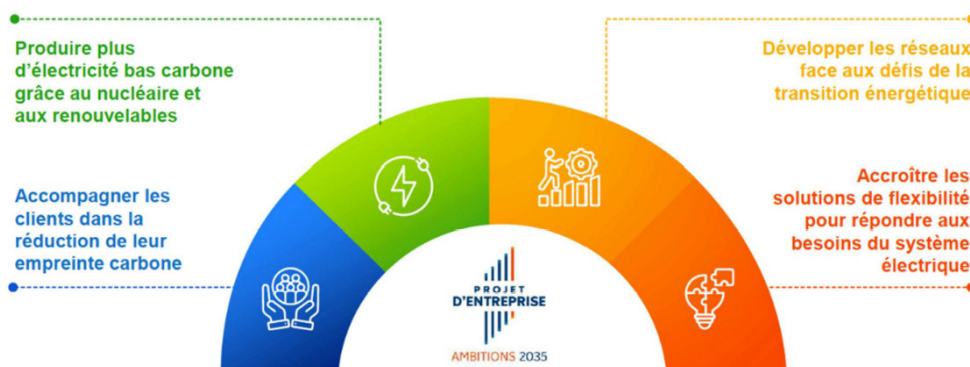 Produire plus
d'électricité bas carbone
grâce au nucléaire et
aux renouvelables
Accompagner les
clients dans la
réduction de leur
empreinte carbone
Développer les réseaux
face aux défis de la
transition énergétique
Accroître les
solutions de flexibilité
pour répondre aux
besoins du système
électrique
PROJET
D'ENTREPRISE
AMBITIONS 2035